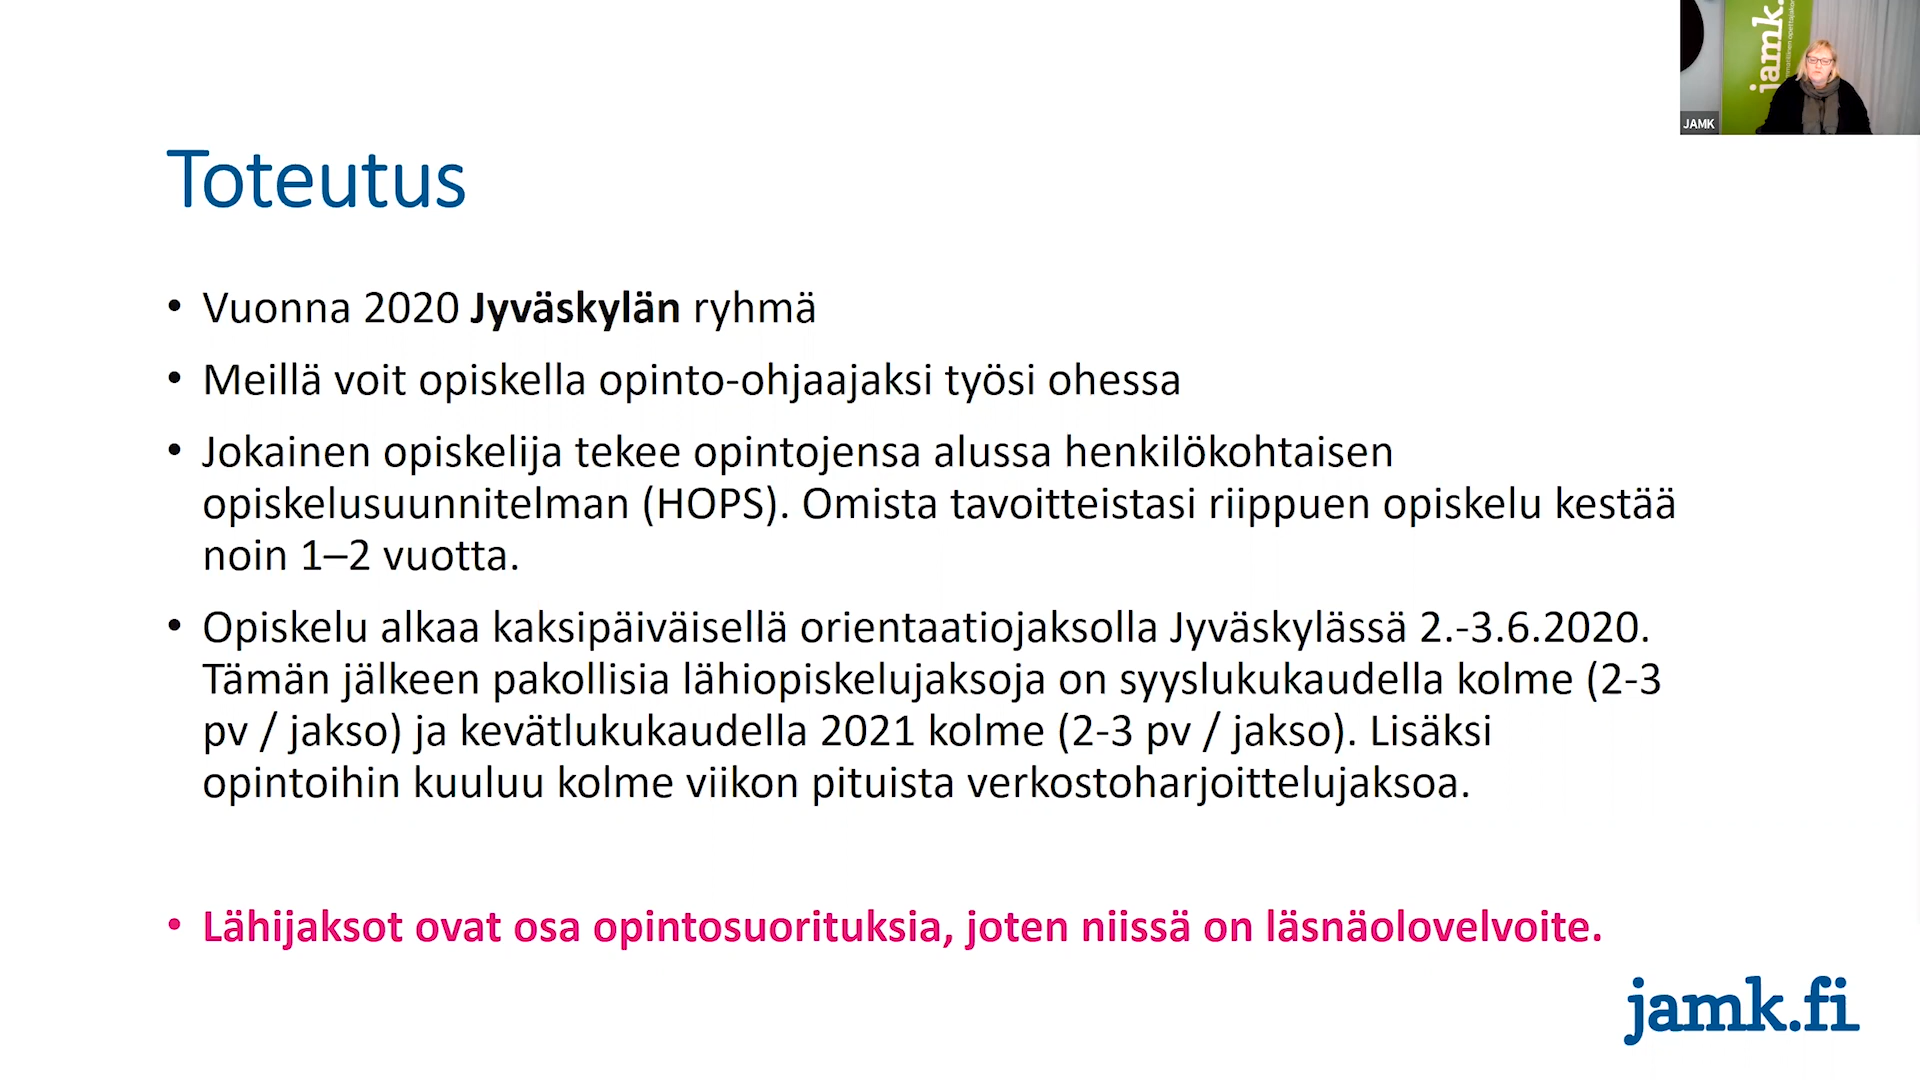 jamk.
JAMK
Toteutus
• Vuonna 2020 Jyväskylän ryhmä
• Meillä voit opiskella opinto-ohjaajaksi työsi ohessa
• Jokainen opiskelija tekee opintojensa alussa henkilökohtaisen
opiskelusuunnitelman (HOPS). Omista tavoitteistasi riippuen opiskelu kestää
noin 1–2 vuotta.
• Opiskelu alkaa kaksipäiväisellä orientaatiojaksolla Jyväskylässä 2.-3.6.2020.
Tämän jälkeen pakollisia lähiopiskelujaksoja on syyslukukaudella kolme (2-3
pv / jakso) ja kevätlukukaudella 2021 kolme (2-3 pv / jakso). Lisäksi
opintoihin kuuluu kolme viikon pituista verkostoharjoittelujaksoa.
• Lähijaksot ovat osa opintosuorituksia, joten niissä on läsnäolovelvoite.
jamk.fi